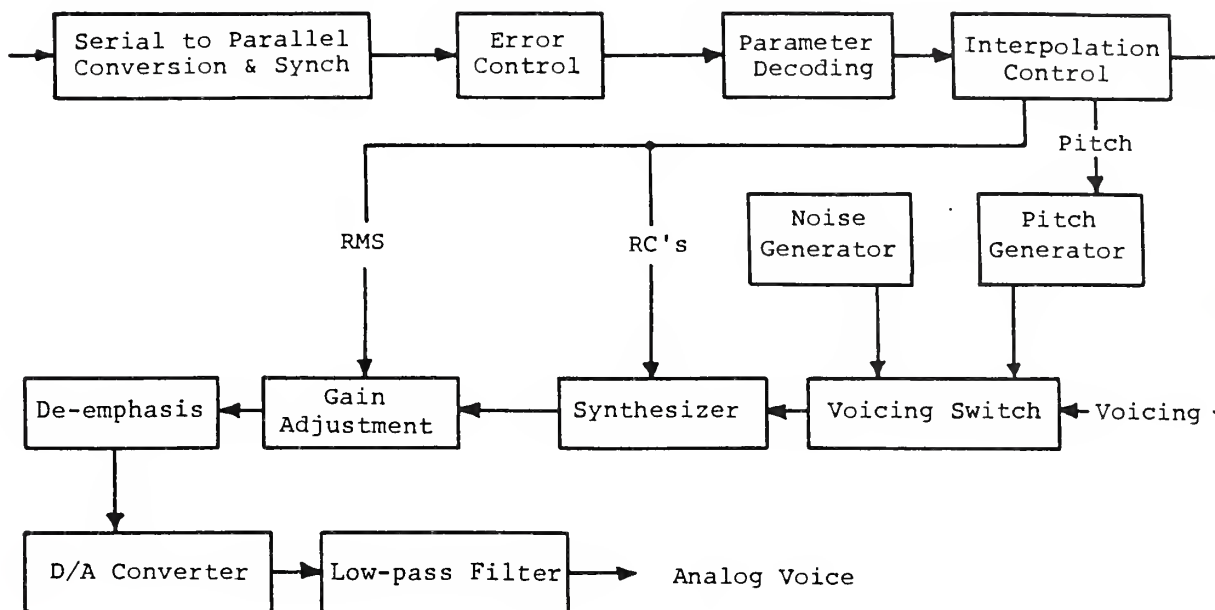 Serial to Parallel
Conversion & Synch
Error
Control
Parameter
Decoding
Interpolation
Control
Pitch
Noise
Generator
Pitch
Generator
RMS
RC's
De-emphasis
Gain
Adjustment
Synthesizer
Voicing Switch
Voicing
D/A Converter
Low-pass Filter
Analog Voice